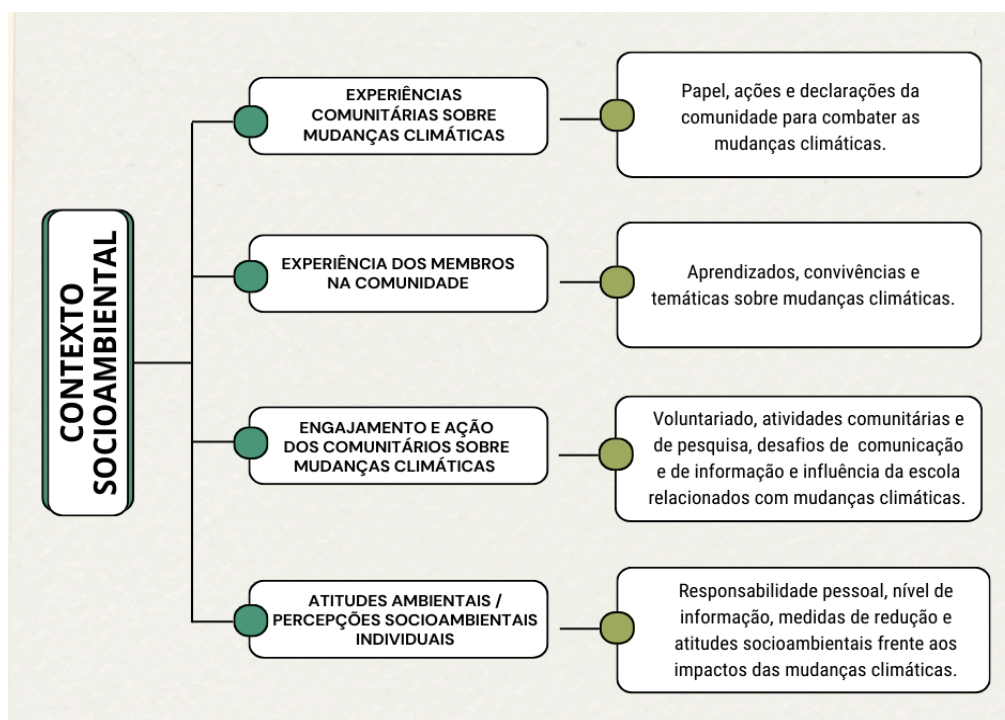 CONTEXTO
SOCIOAMBIENTAL
EXPERIÊNCIAS
COMUNITÁRIAS SOBRE
MUDANÇAS CLIMÁTICAS
Papel, ações e declarações da
comunidade para combater as
mudanças climáticas.
EXPERIÊNCIA DOS MEMBROS
NA COMUNIDADE
Aprendizados, convivências e
temáticas sobre mudanças climáticas.
ENGAJAMENTO E AÇÃO
DOS COMUNITÁRIOS SOBRE
MUDANÇAS CLIMÁTICAS
Voluntariado, atividades comunitárias e
de pesquisa, desafios de comunicação
e de informação e influência da escola
relacionados com mudanças climáticas.
ATITUDES AMBIENTAIS /
PERCEPÇÕES SOCIOAMBIENTAIS
INDIVIDUAIS
Responsabilidade pessoal, nível de
informação, medidas de redução e
atitudes socioambientais frente aos
impactos das mudanças climáticas.